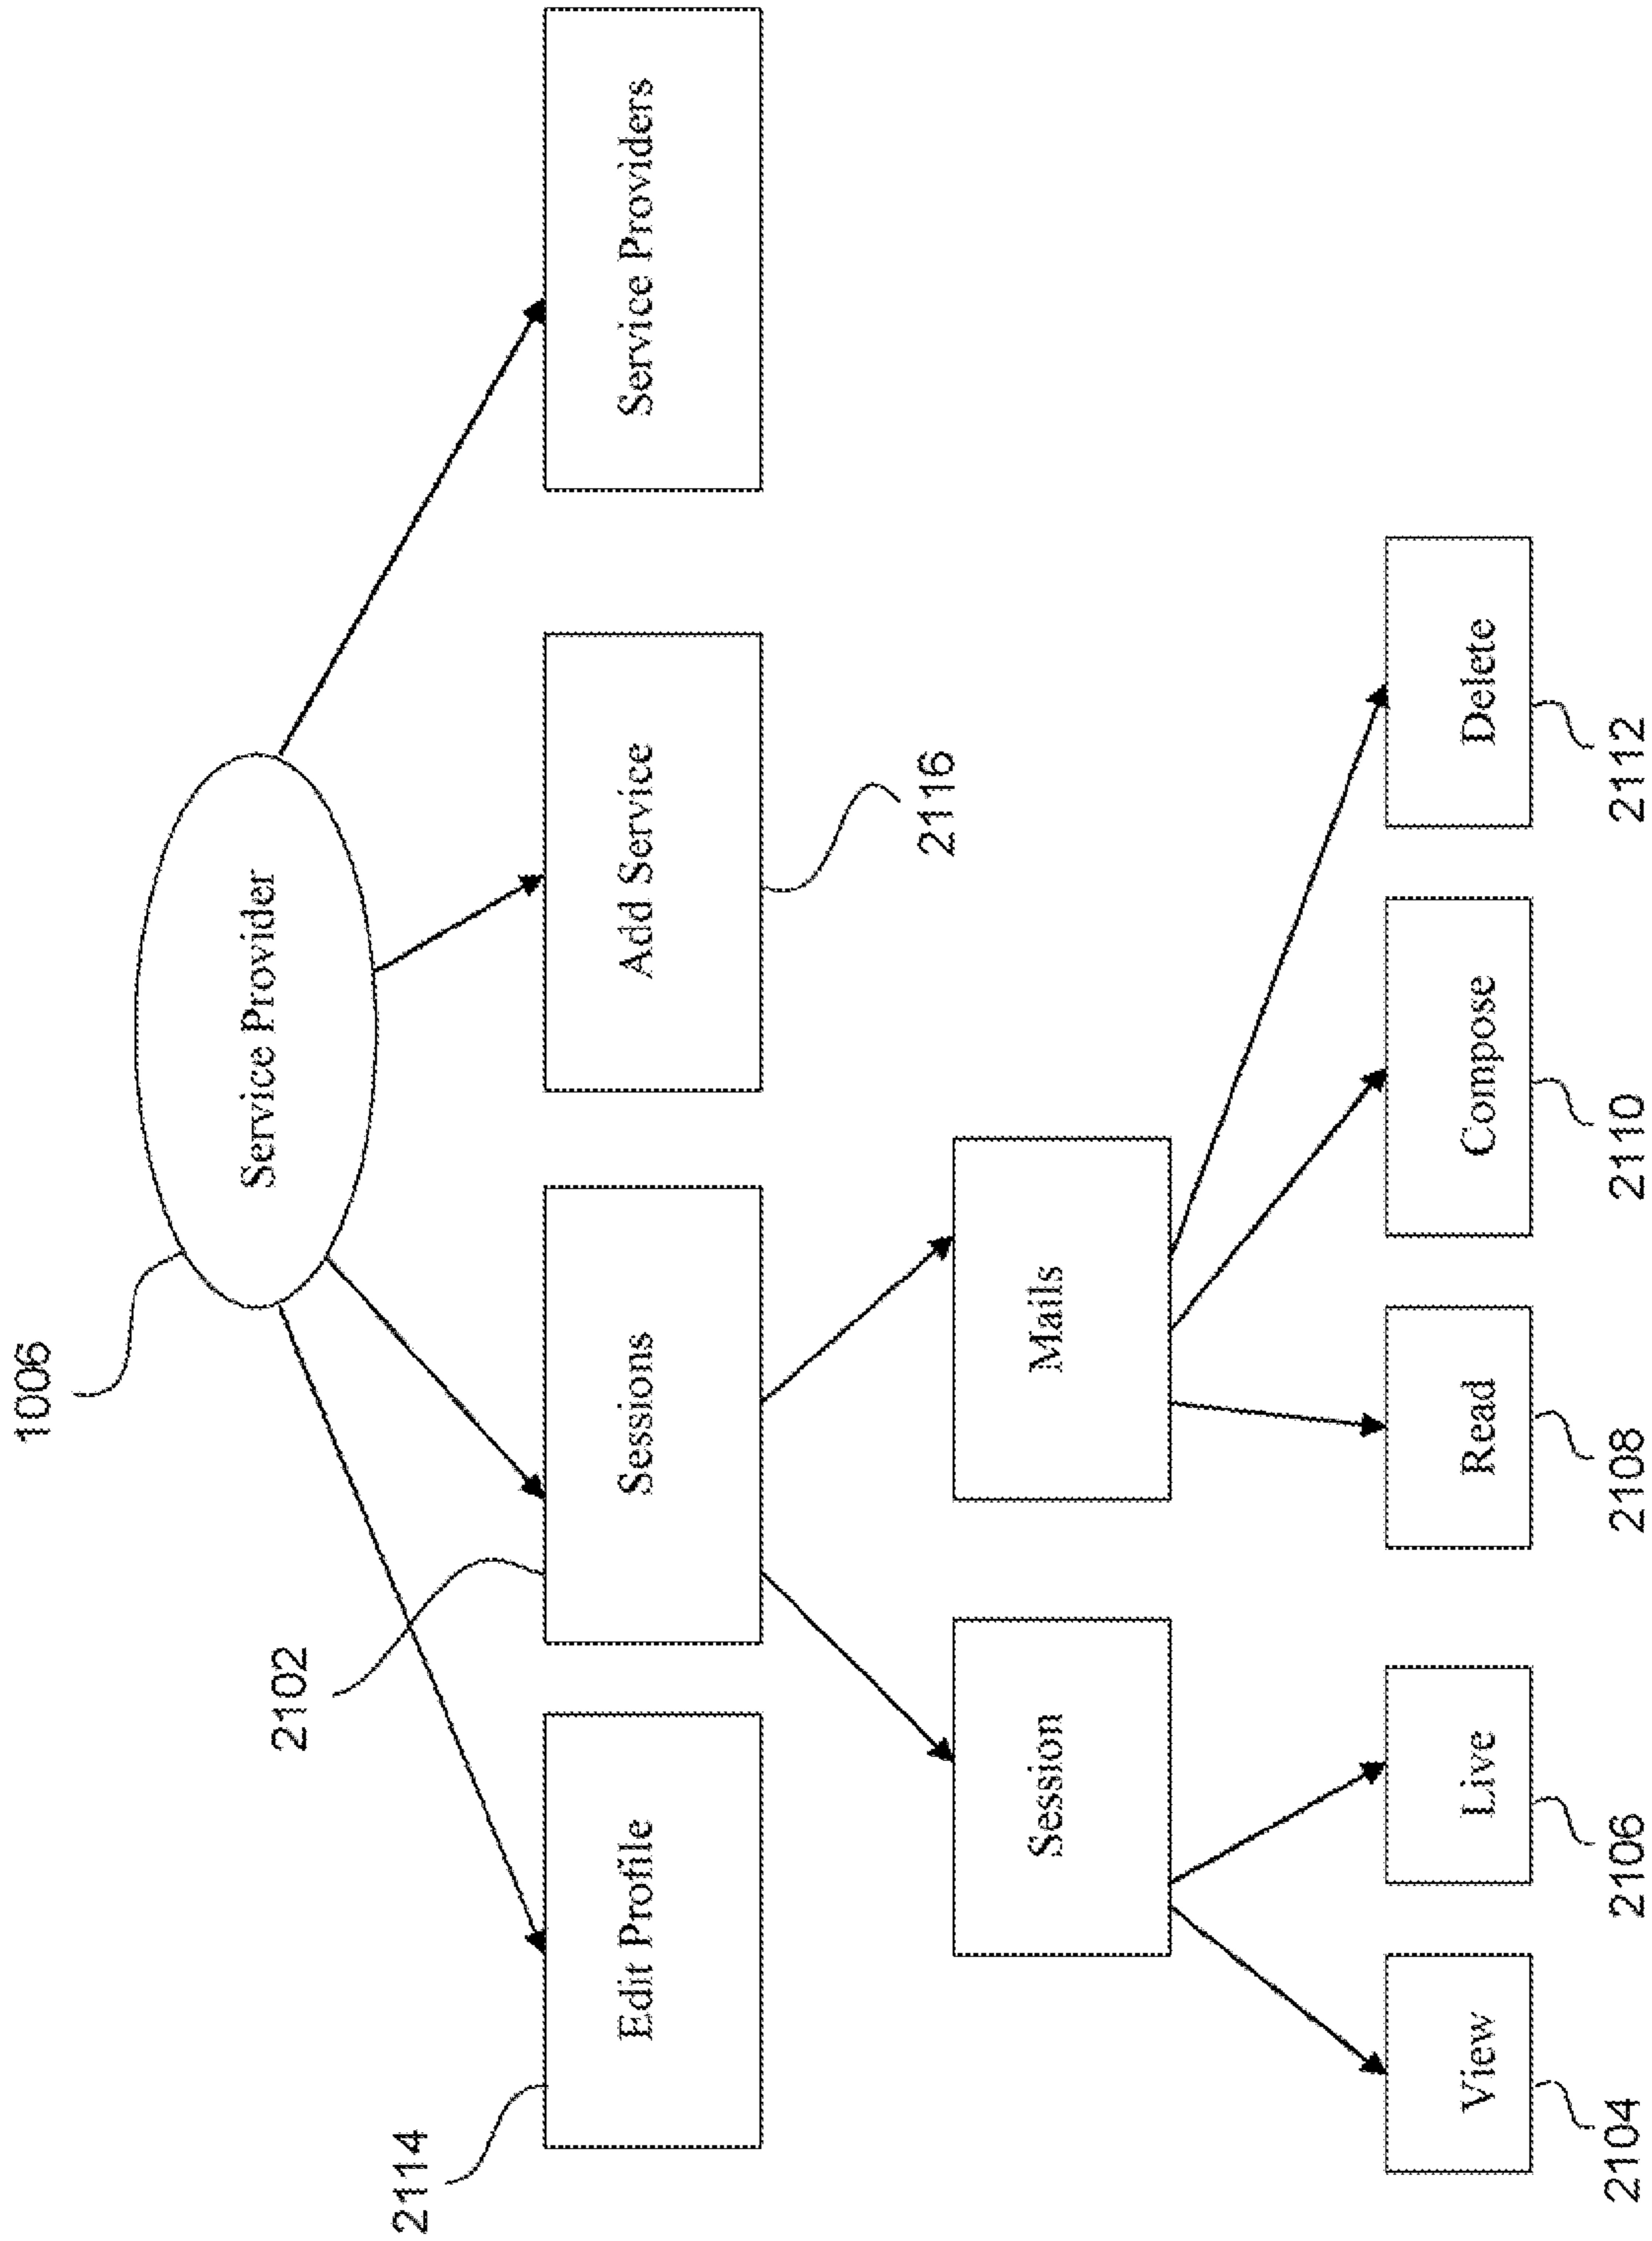 1006
Service Provider
2114
2102
Edit Profile
Sessions
Add Service
Service Providers
2116
Session
Mails
View
Live
Read
Compose
Delete
2104
2106
2108
2110
2112